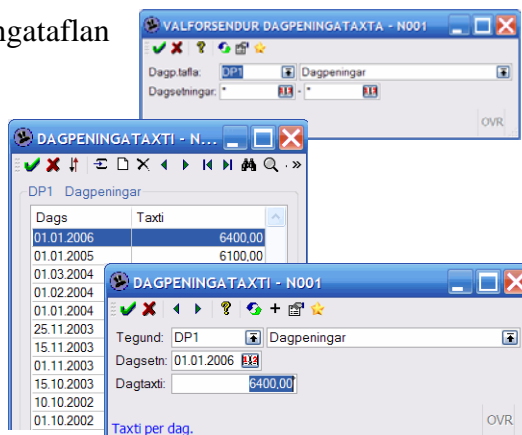 ngataflan
VALFORSENDUR DAGPENINGATAXTA - N001
Dagp.tafla: DP1 Dagpeningar
Dagsetningar: * - *
OVR
DAGPENINGATAXTI - N...
DP1 Dagpeningar
Dags Taxti
01.01.2006 6400,00
01.01.2005 6100,00
01.03.2004
01.02.2004
01.01.2004
25.11.2003
15.11.2003
01.11.2003
15.10.2003
10.10.2002
01.10.2002
DAGPENINGATAXTI - N001
Tegund: DP1 Dagpeningar
Dagsetn: 01.01.2006
Dagtaxti: 6400,00
Taxti per dag.
OVR